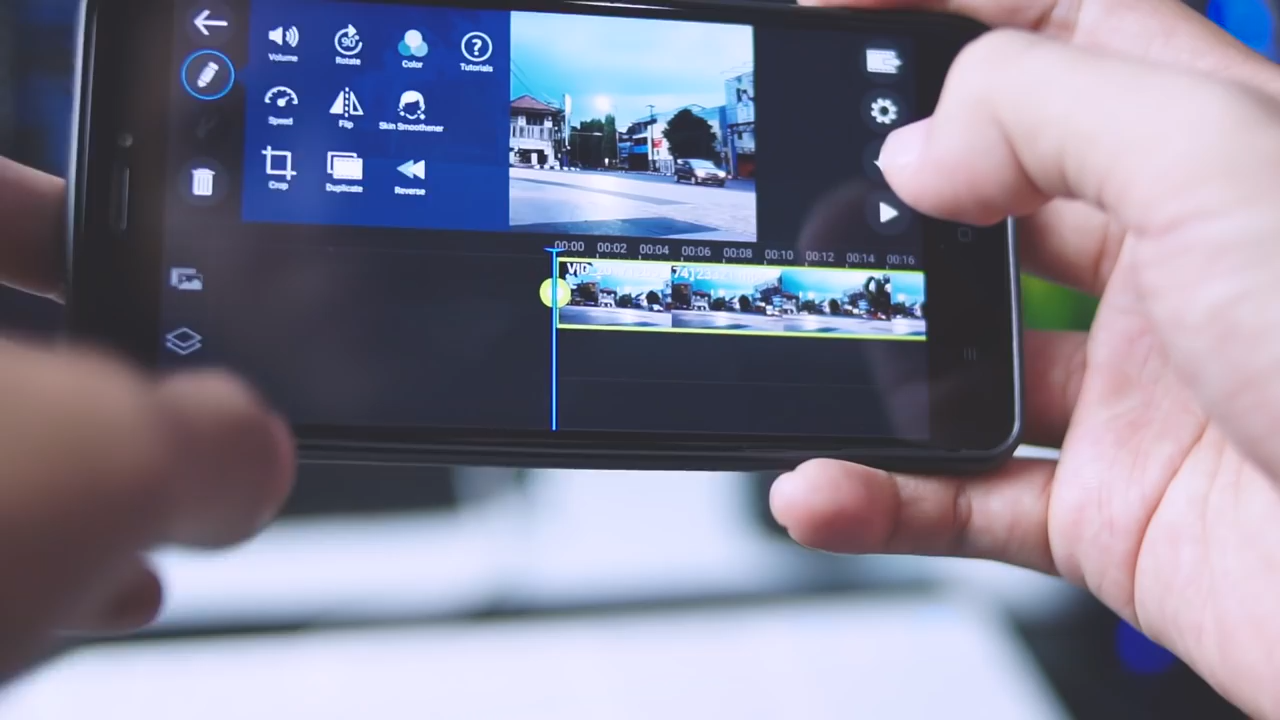 Volume Rotate Color Tutorials
90°
Speed Flip Skin Smoothener
Crop Duplicate Reverse
00:00 00:02 00:04 00:06 00:08 00:10 00:12 00:14 00:16